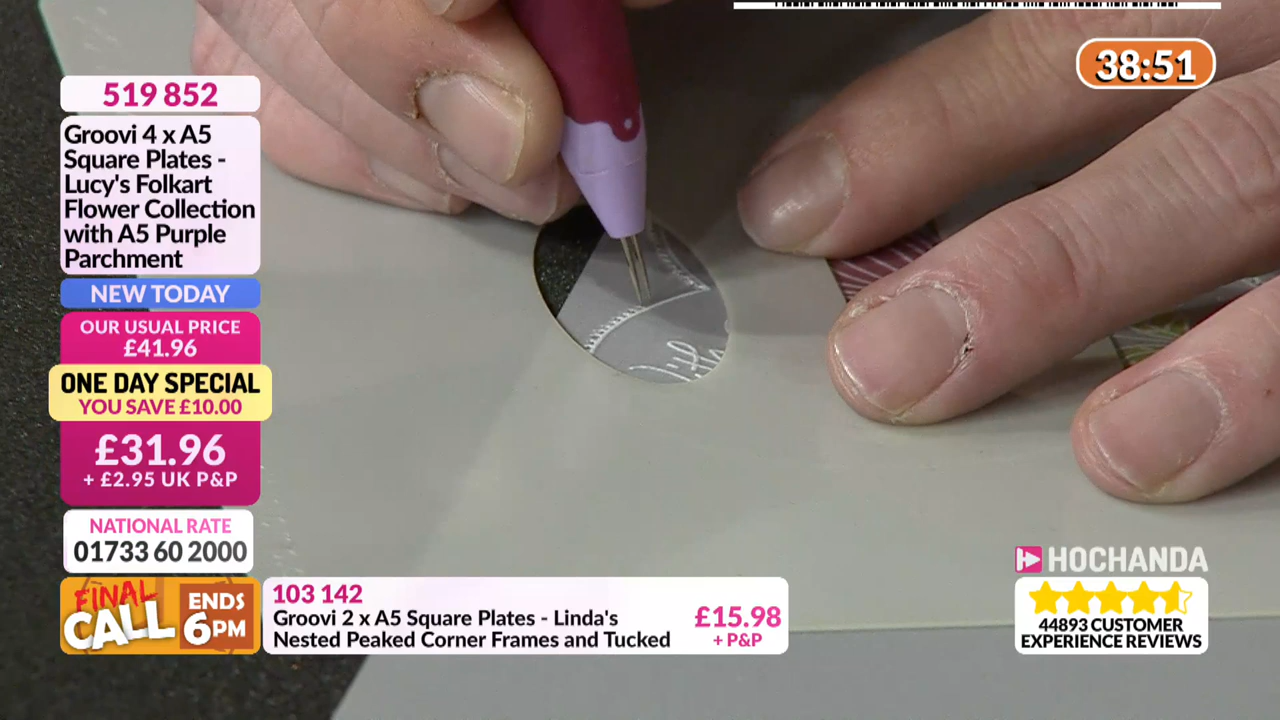 38:51
519 852
Groovi 4 x A5
Square Plates -
Lucy's Folkart
Flower Collection
with A5 Purple
Parchment
NEW TODAY
OUR USUAL PRICE
£41.96
ONE DAY SPECIAL
YOU SAVE £10.00
£31.96
+ £2.95 UK P&P
NATIONAL RATE
01733 60 2000
FINAL
CALL
ENDS
6PM
103 142
Groovi 2 x A5 Square Plates - Linda's
Nested Peaked Corner Frames and Tucked
£15.98
+ P&P
HOCHANDA
44893 CUSTOMER
EXPERIENCE REVIEWS